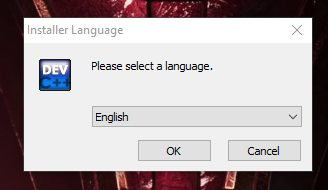 Installer Language
DEV
C++
Please select a language.
English
OK
Cancel